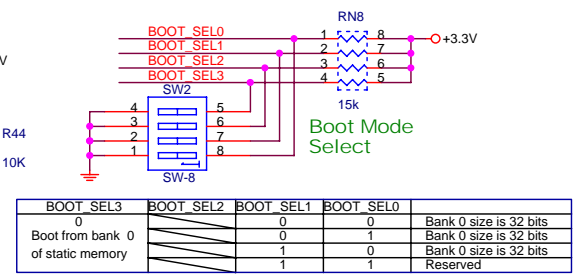 RN8
BOOT_SEL0 1 8 +3.3V
BOOT_SEL1 2 7
BOOT_SEL2 3 6
BOOT_SEL3 4 5
V
SW2
15k
4 5
3 6
2 7
1 8
SW-8
Boot Mode
Select
R44
10K
BOOT_SEL3 BOOT_SEL2 BOOT_SEL1 BOOT_SEL0
0 0 0 Bank 0 size is 32 bits
Boot from bank 0 0 1 Bank 0 size is 32 bits
of static memory 1 0 Bank 0 size is 32 bits
1 1 Reserved